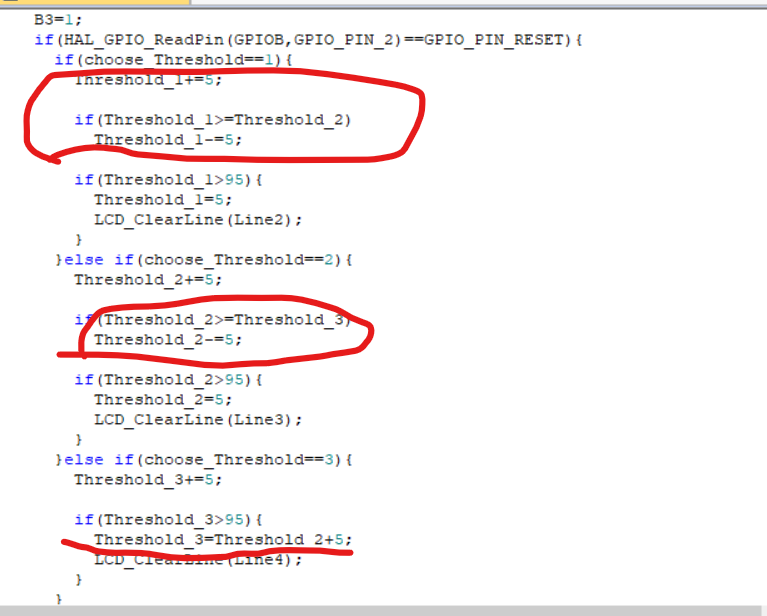 B3=1;
if(HAL_GPIO_ReadPin(GPIOB,GPIO_PIN_2)==GPIO_PIN_RESET){
if(choose_Threshold==1){
Threshold_1+=5;
if(Threshold_1>=Threshold_2)
Threshold_1-=5;
if(Threshold_1>95){
Threshold_1=5;
LCD_ClearLine(Line2);
}
}else if(choose_Threshold==2){
Threshold_2+=5;
if(Threshold_2>=Threshold_3)
Threshold_2-=5;
if(Threshold_2>95){
Threshold_2=5;
LCD_ClearLine(Line3);
}
}else if(choose_Threshold==3){
Threshold_3+=5;
if(Threshold_3>95){
Threshold_3=Threshold_2+5;
LCD_ClearLine(Line4);
}
}